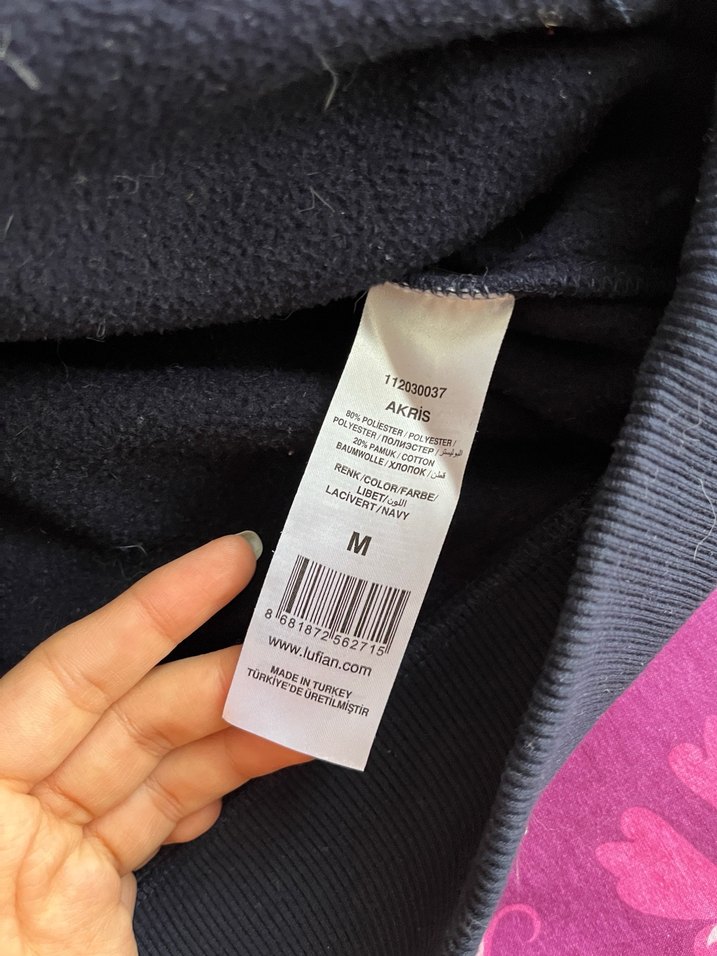 112030037
AKRİS
80% POLİESTER / POLYESTER /
POLYESTER / ПОЛИЭСТЕР / البوليستر
20% PAMUK / COTTON
BAUMWOLLE / ХЛОПОК / قطن
RENK/COLOR/FARBE/
LIBET/اللون
LACİVERT/NAVY
M
8 681872 562715
www.lufian.com
MADE IN TURKEY
TÜRKİYE'DE ÜRETİLMİŞTİR